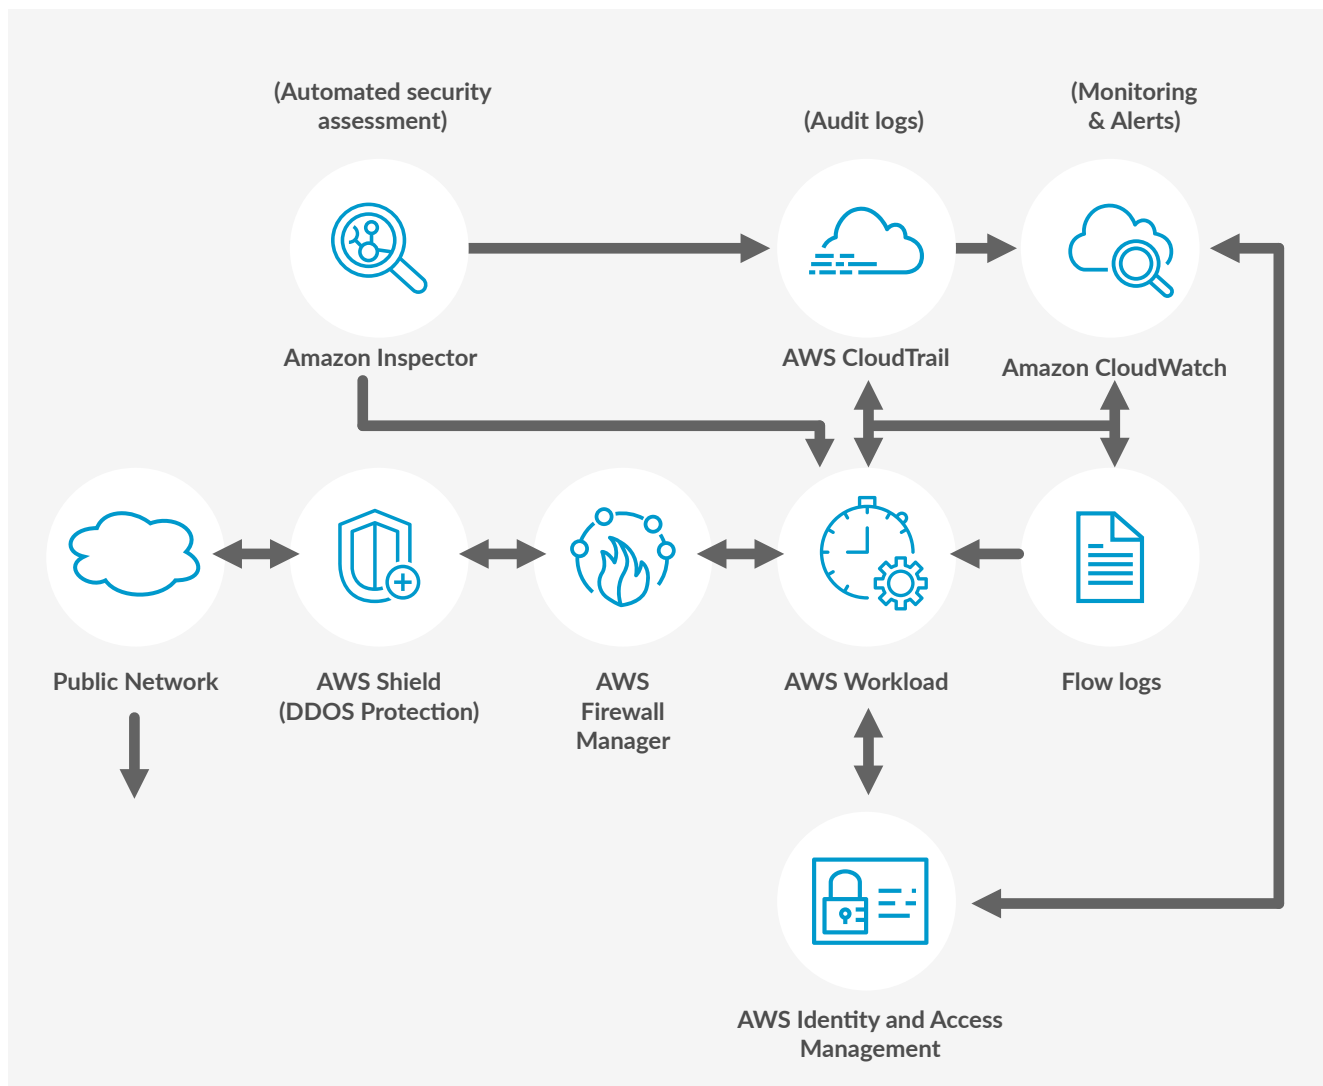 (Automated security
assessment)
(Audit logs)
(Monitoring
& Alerts)
Amazon Inspector
AWS CloudTrail
Amazon CloudWatch
Public Network
AWS Shield
(DDOS Protection)
AWS
Firewall
Manager
AWS Workload
Flow logs
AWS Identity and Access
Management